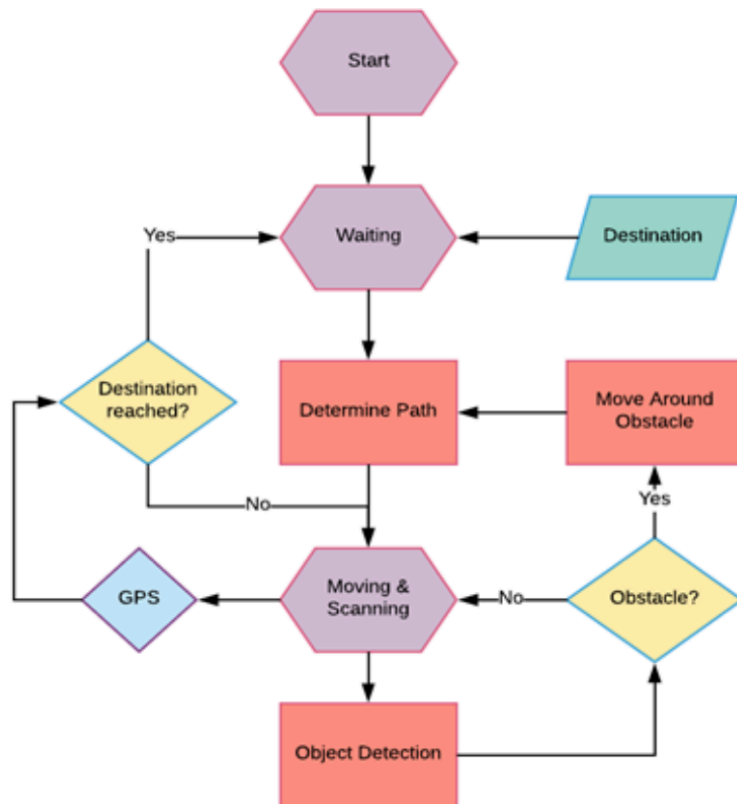 Start
Yes
Waiting
Destination
Destination
reached?
Determine Path
Move Around
Obstacle
No
Yes
GPS
Moving &
Scanning
No
Obstacle?
Object Detection